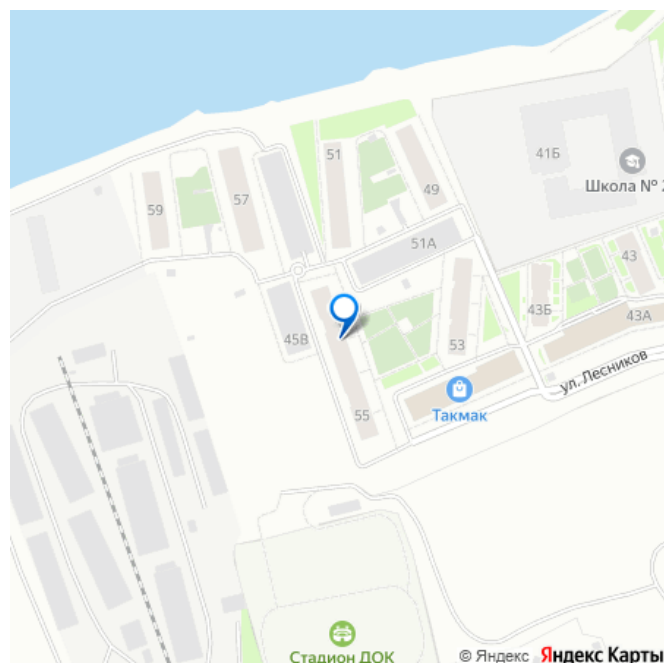 51
41Б
59
57
49
Школа №
51А
43
43Б
43А
45В
53
ул. Лесников
55
Такмак
Стадион ДОК
© Яндекс Яндекс Карты